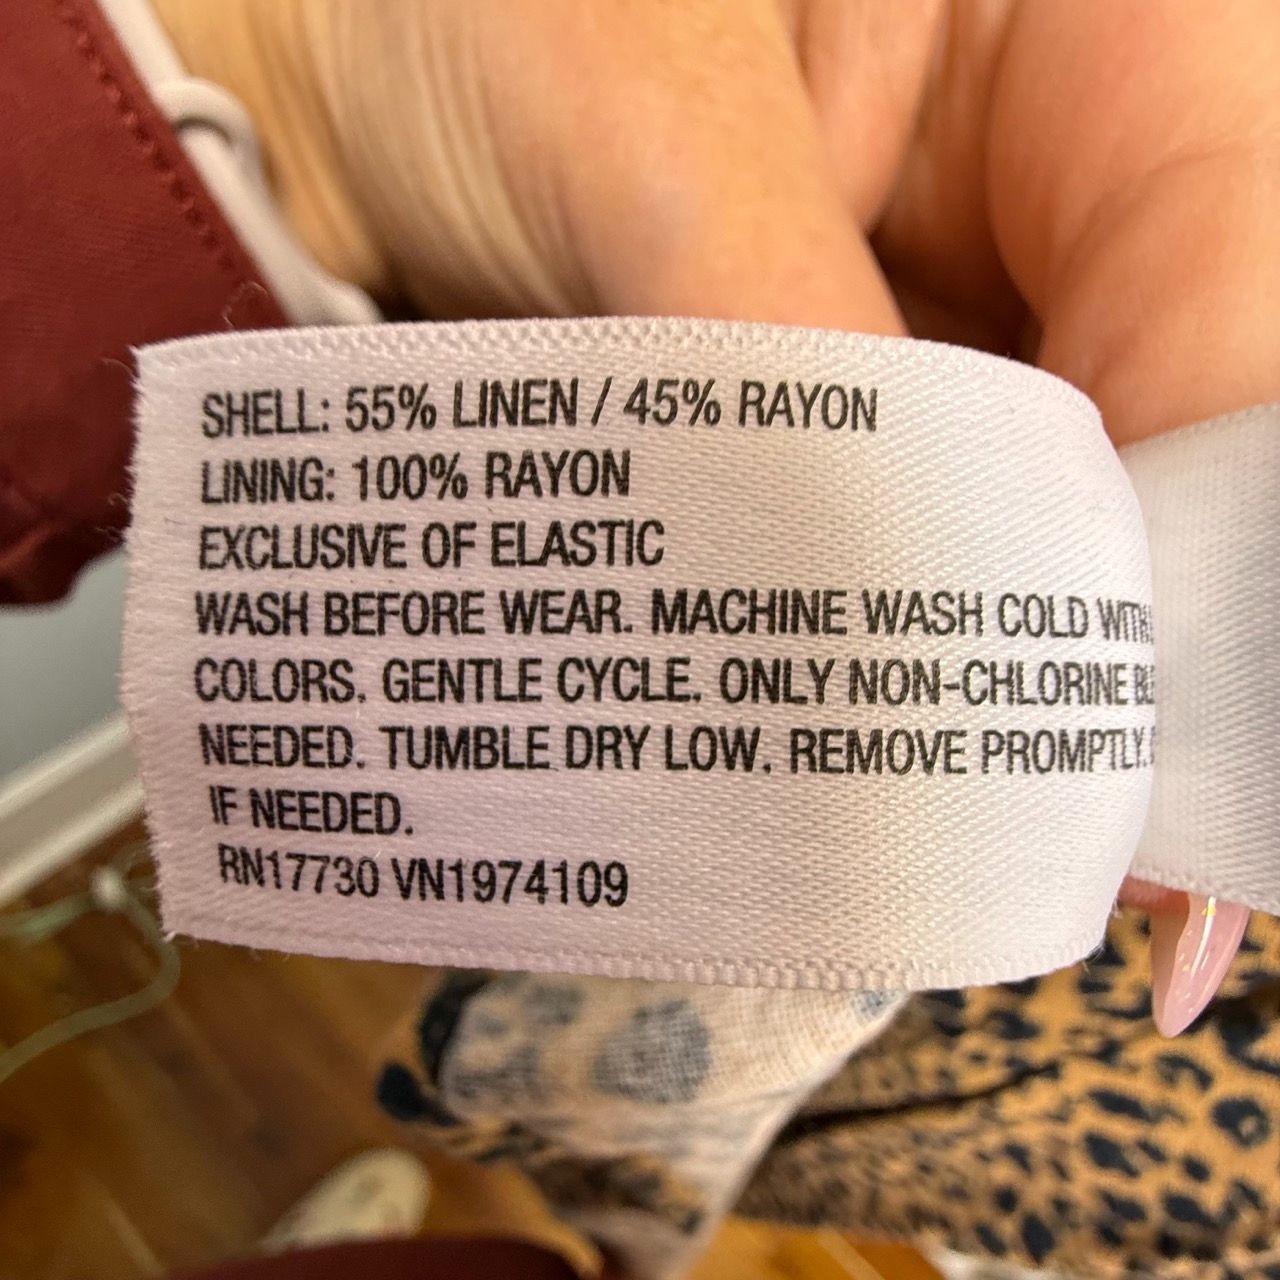 SHELL: 55% LINEN / 45% RAYON
LINING: 100% RAYON
EXCLUSIVE OF ELASTIC
WASH BEFORE WEAR. MACHINE WASH COLD WITH
COLORS. GENTLE CYCLE. ONLY NON-CHLORINE
NEEDED. TUMBLE DRY LOW. REMOVE PROMPTLY.
IF NEEDED.
RN17730 VN1974109